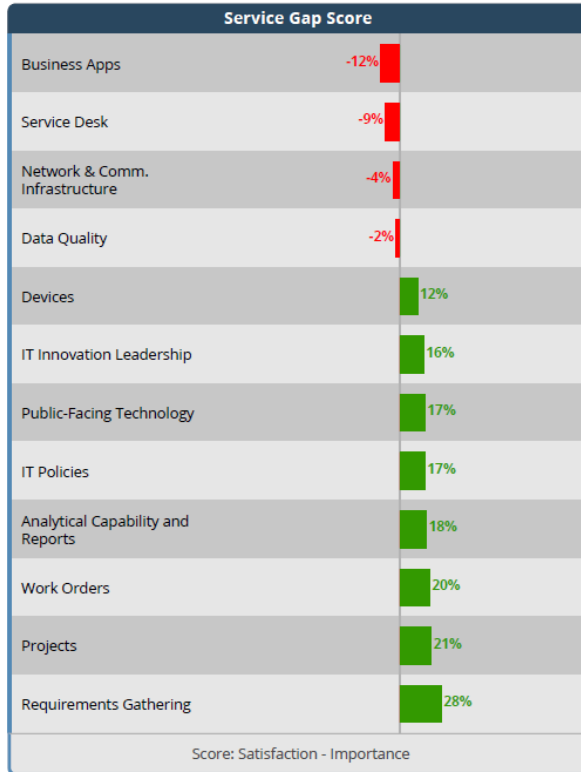 Service Gap Score
Business Apps
-12%
Service Desk
-9%
Network & Comm.
Infrastructure
-4%
Data Quality
-2%
Devices
12%
IT Innovation Leadership
16%
Public-Facing Technology
17%
IT Policies
17%
Analytical Capability and
Reports
18%
Work Orders
20%
Projects
21%
Requirements Gathering
28%
Score: Satisfaction - Importance